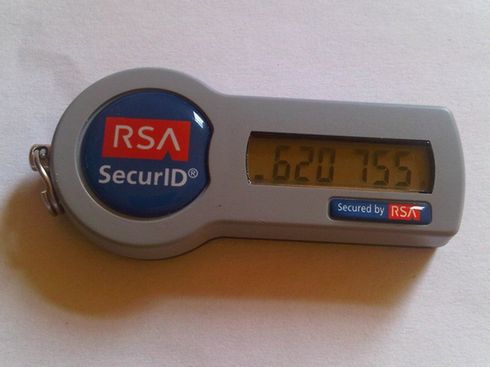 RSA
SecurID®
620 755
Secured by RSA